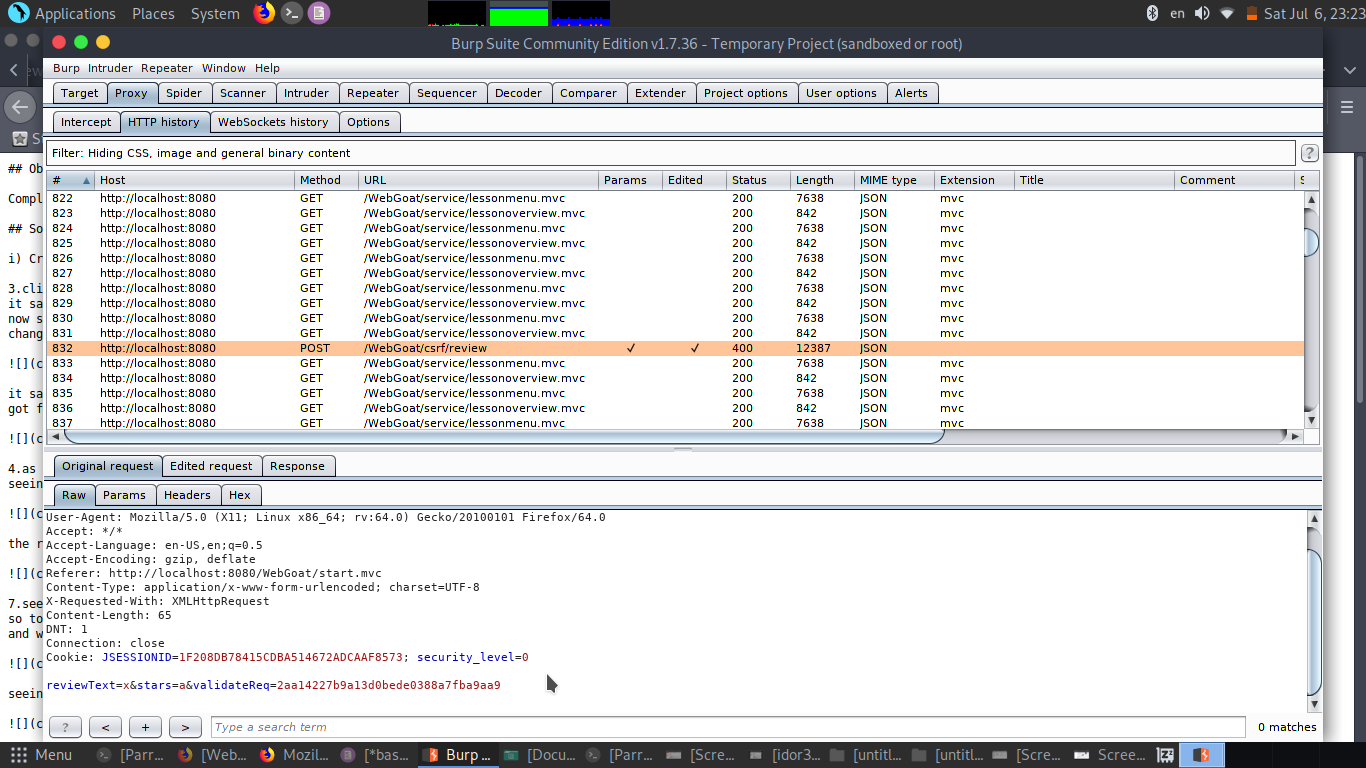 Applications Places System en Sat Jul 6, 23:23
Burp Suite Community Edition v1.7.36 - Temporary Project (sandboxed or root)
Burp Intruder Repeater Window Help
Target Proxy Spider Scanner Intruder Repeater Sequencer Decoder Comparer Extender Project options User options Alerts
Intercept HTTP history WebSockets history Options
Filter: Hiding CSS, image and general binary content ?
# Host Method URL Params Edited Status Length MIME type Extension Title Comment
822 http://localhost:8080 GET /WebGoat/service/lessonmenu.mvc 200 7638 JSON mvc
823 http://localhost:8080 GET /WebGoat/service/lessonoverview.mvc 200 842 JSON mvc
824 http://localhost:8080 GET /WebGoat/service/lessonmenu.mvc 200 7638 JSON mvc
825 http://localhost:8080 GET /WebGoat/service/lessonoverview.mvc 200 842 JSON mvc
826 http://localhost:8080 GET /WebGoat/service/lessonmenu.mvc 200 7638 JSON mvc
827 http://localhost:8080 GET /WebGoat/service/lessonoverview.mvc 200 842 JSON mvc
828 http://localhost:8080 GET /WebGoat/service/lessonmenu.mvc 200 7638 JSON mvc
829 http://localhost:8080 GET /WebGoat/service/lessonoverview.mvc 200 842 JSON mvc
830 http://localhost:8080 GET /WebGoat/service/lessonmenu.mvc 200 7638 JSON mvc
831 http://localhost:8080 GET /WebGoat/service/lessonoverview.mvc 200 842 JSON mvc
832 http://localhost:8080 POST /WebGoat/csrf/review ✓ ✓ 400 12387 JSON
833 http://localhost:8080 GET /WebGoat/service/lessonmenu.mvc 200 7638 JSON mvc
834 http://localhost:8080 GET /WebGoat/service/lessonoverview.mvc 200 842 JSON mvc
835 http://localhost:8080 GET /WebGoat/service/lessonmenu.mvc 200 7638 JSON mvc
836 http://localhost:8080 GET /WebGoat/service/lessonoverview.mvc 200 842 JSON mvc
837 http://localhost:8080 GET /WebGoat/service/lessonmenu.mvc 200 7638 JSON mvc
Original request Edited request Response
Raw Params Headers Hex
User-Agent: Mozilla/5.0 (X11; Linux x86_64; rv:64.0) Gecko/20100101 Firefox/64.0
Accept: */*
Accept-Language: en-US,en;q=0.5
Accept-Encoding: gzip, deflate
Referer: http://localhost:8080/WebGoat/start.mvc
Content-Type: application/x-www-form-urlencoded; charset=UTF-8
X-Requested-With: XMLHttpRequest
Content-Length: 65
DNT: 1
Connection: close
Cookie: JSESSIONID=1F208DB78415CDBA514672ADCAAF8573; security_level=0
reviewText=x&stars=a&validateReq=2aa14227b9a13d0bede0388a7fba9aa9
? < + > Type a search term 0 matches
## Ob
Compl
## So
i) Cr
3.cli
it sa
now s
chang
![](c
it sa
got f
![](c
4.as
seein
![](c
the r
![](c
7.see
so to
and w
![](c
seein
![](c
Menu [Parr... [Web... Mozil... [*bas... Burp ... [Docu... [Parr... [Scre... [idor3... [untitl... [untitl... [Scre... Scree...